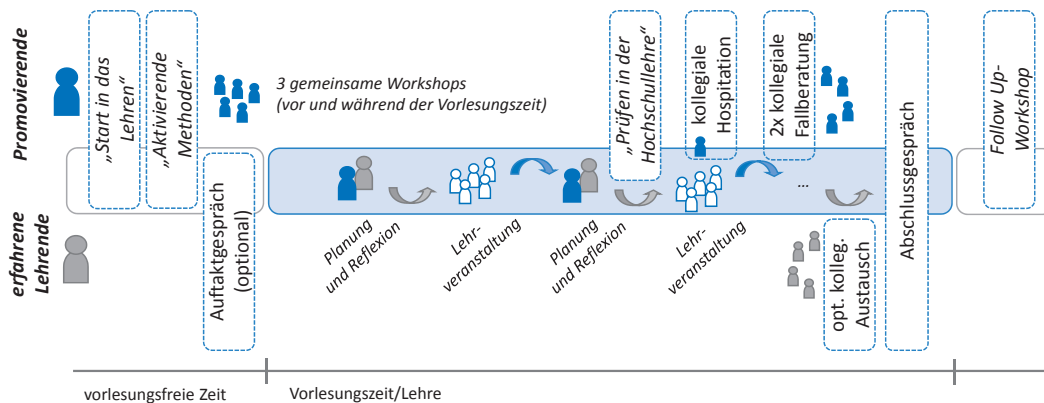 Promovierende
„Start in das
Lehren“
„Aktivierende
Methoden“
3 gemeinsame Workshops
(vor und während der Vorlesungszeit)
„Prüfen in der
Hochschullehre“
kollegiale
Hospitation
2x kollegiale
Fallberatung
Abschlussgespräch
Follow Up-
Workshop
erfahrene
Lehrende
Auftaktgespräch
(optional)
Planung
und Reflexion
Lehr-
veranstaltung
Planung
und Reflexion
Lehr-
veranstaltung
...
opt. kolleg.
Austausch
vorlesungsfreie Zeit
Vorlesungszeit/Lehre